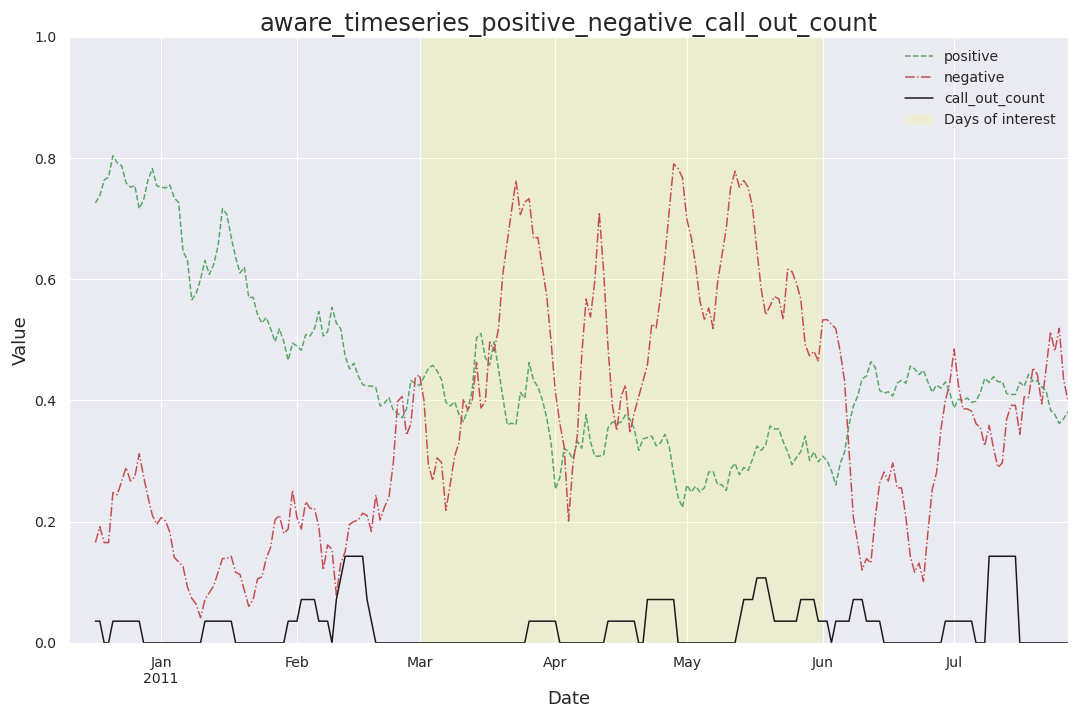 aware_timeseries_positive_negative_call_out_count
1.0
0.8
0.6
0.4
0.2
0.0
Value
positive
negative
call_out_count
Days of interest
Jan
2011
Feb
Mar
Apr
May
Jun
Jul
Date